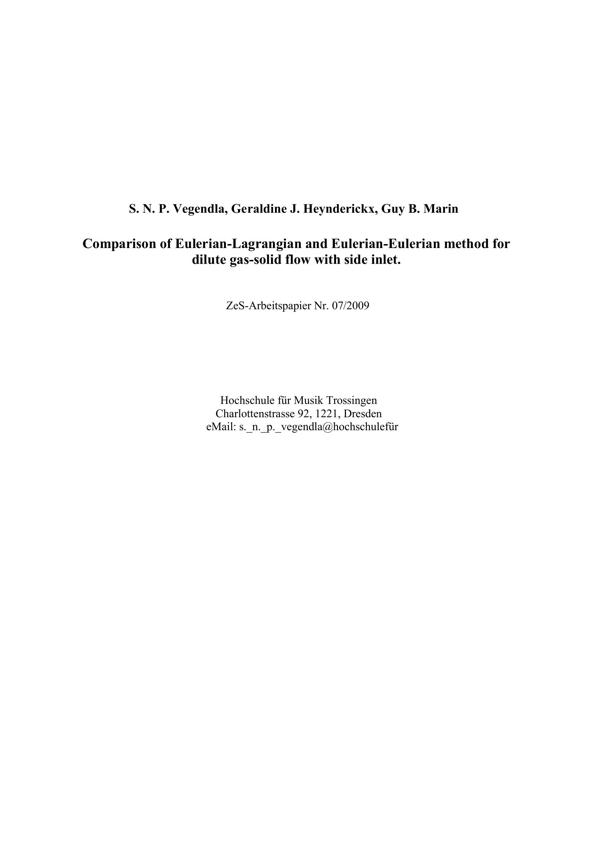 S. N. P. Vegendla, Geraldine J. Heynderickx, Guy B. Marin
Comparison of Eulerian-Lagrangian and Eulerian-Eulerian method for
dilute gas-solid flow with side inlet.
ZeS-Arbeitspapier Nr. 07/2009
Hochschule für Musik Trossingen
Charlottenstrasse 92, 1221, Dresden
eMail: s._n._p._vegendla@hochschulefür